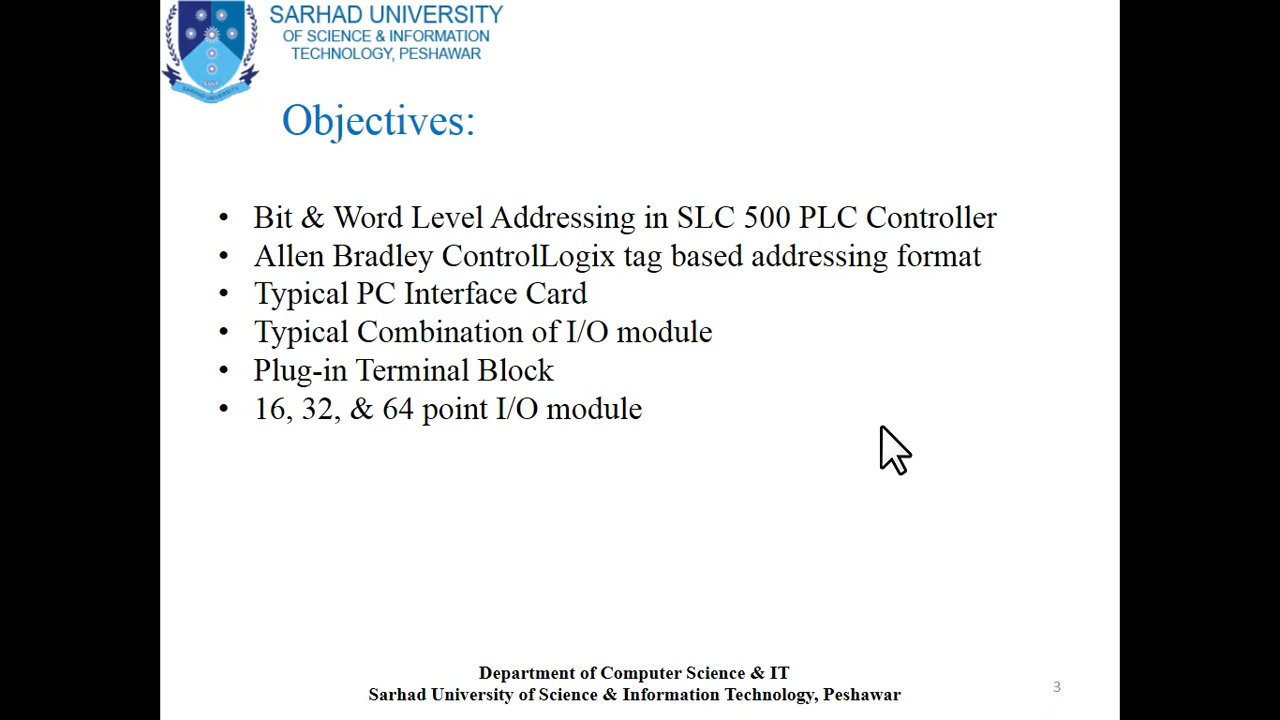 SARHAD UNIVERSITY
OF SCIENCE & INFORMATION
TECHNOLOGY, PESHAWAR
Objectives:
• Bit & Word Level Addressing in SLC 500 PLC Controller
• Allen Bradley ControlLogix tag based addressing format
• Typical PC Interface Card
• Typical Combination of I/O module
• Plug-in Terminal Block
• 16, 32, & 64 point I/O module
Department of Computer Science & IT
Sarhad University of Science & Information Technology, Peshawar
3